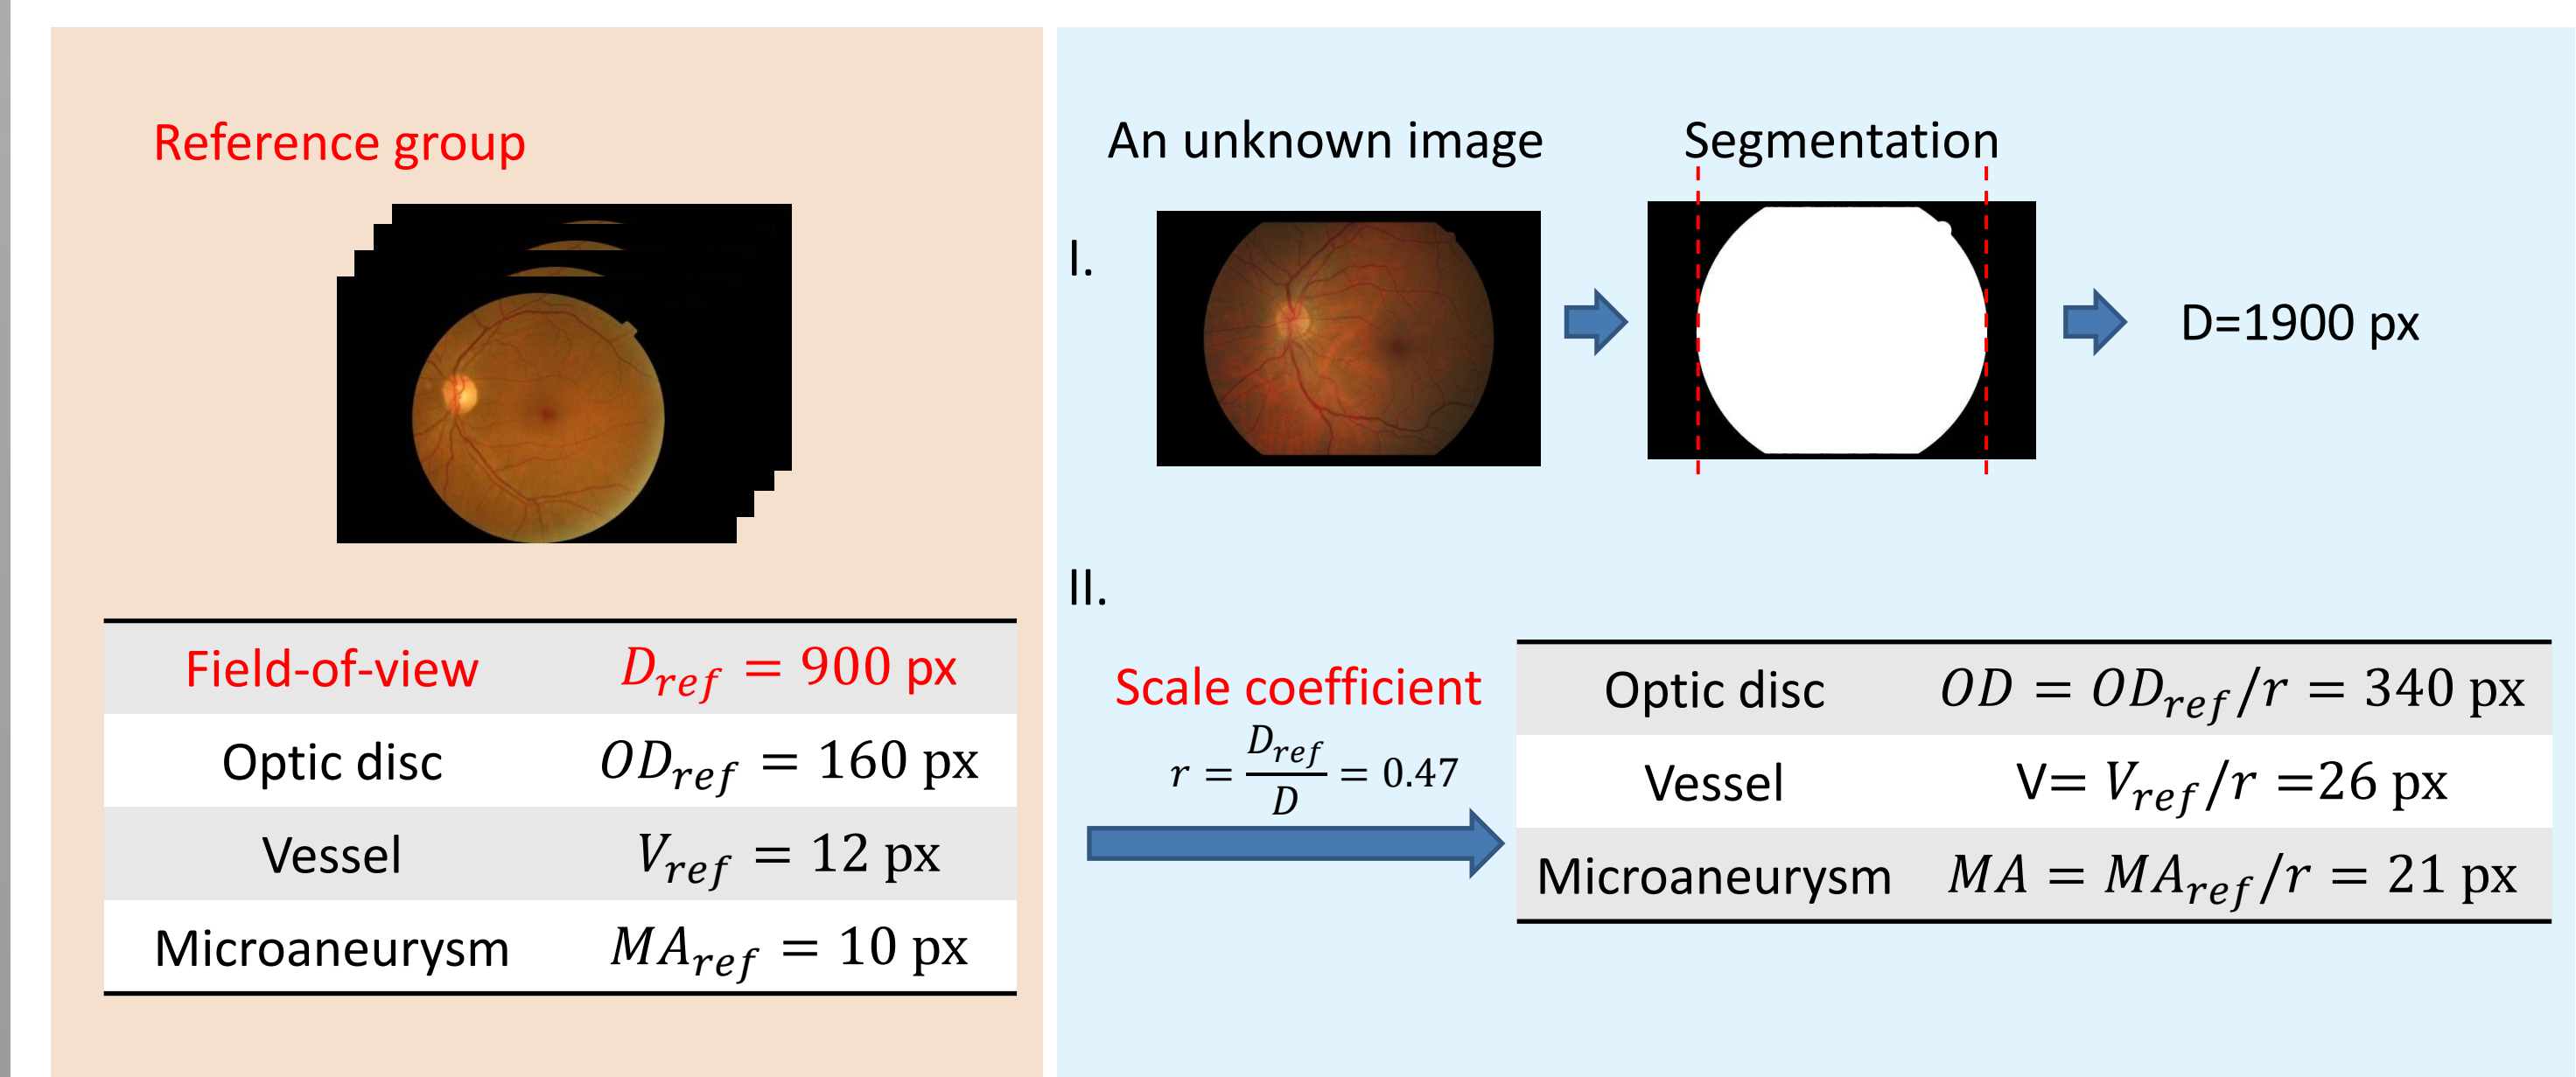 Reference group
Field-of-view D_ref = 900 px
Optic disc OD_ref = 160 px
Vessel V_ref = 12 px
Microaneurysm MA_ref = 10 px
An unknown image Segmentation
I.
D=1900 px
II.
Scale coefficient
r = D_ref/D = 0.47
Optic disc OD = OD_ref/r = 340 px
Vessel V= V_ref/r =26 px
Microaneurysm MA = MA_ref/r = 21 px